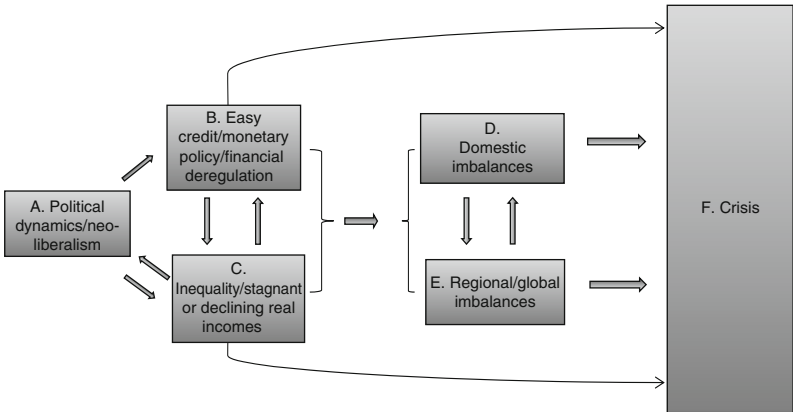 A. Political
dynamics/neo-
liberalism
B. Easy
credit/monetary
policy/financial
deregulation
C.
Inequality/stagnant
or declining real
incomes
D.
Domestic
imbalances
E. Regional/global
imbalances
F. Crisis